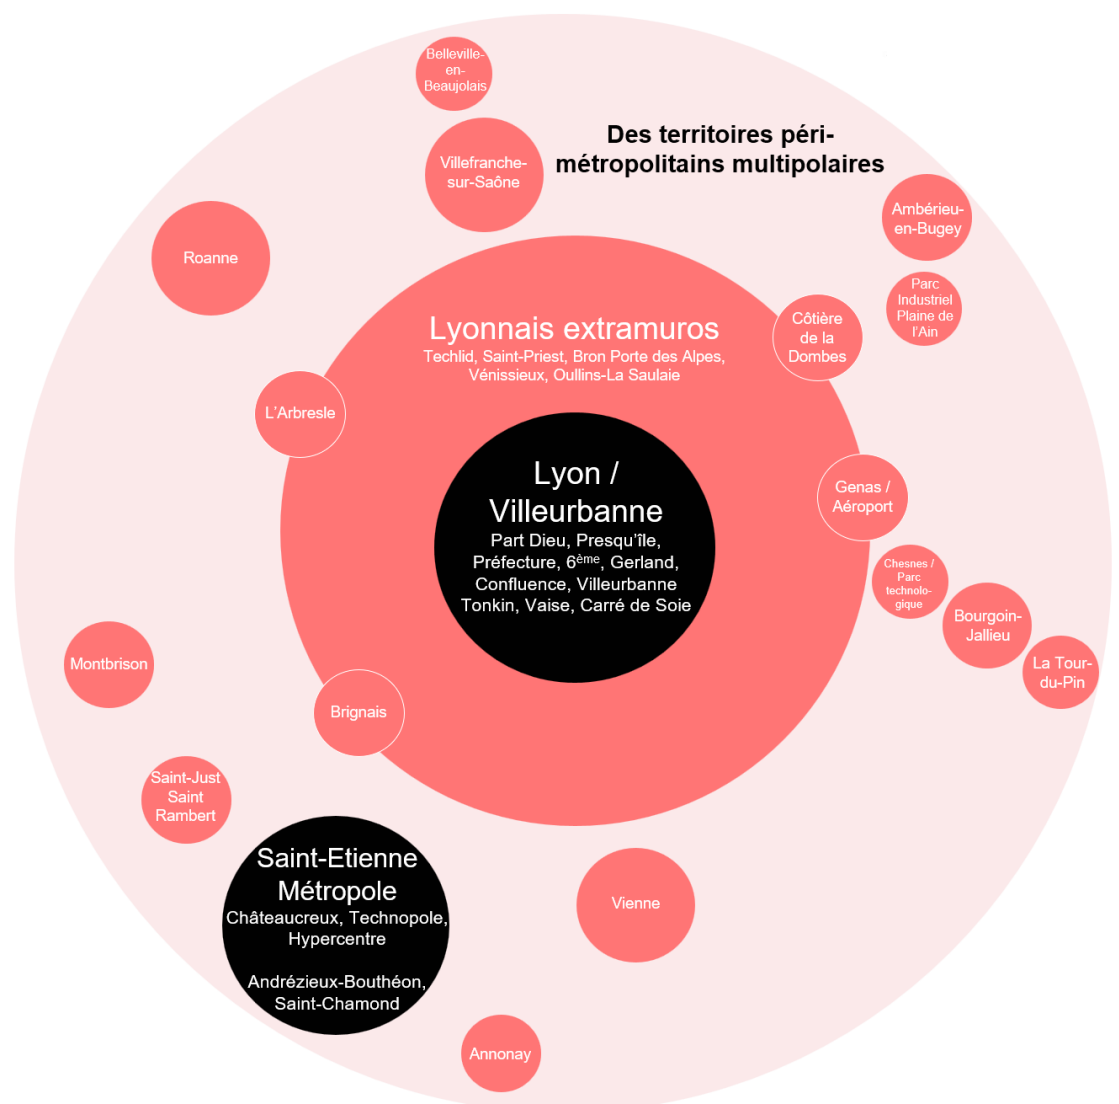 Belleville-
en-
Beaujolais
Des territoires péri-
métropolitains multipolaires
Villefranche-
sur-Saône
Ambérieu-
en-Bugey
Roanne
Parc
Industriel
Plaine de
l'Ain
Lyonnais extramuros
Techlid, Saint-Priest, Bron Porte des Alpes,
Vénissieux, Oullins-La Saulaie
Côtière
de la
Dombes
L'Arbresle
Lyon /
Villeurbanne
Part Dieu, Presqu'île,
Préfecture, 6ème, Gerland,
Confluence, Villeurbanne
Tonkin, Vaise, Carré de Soie
Genas /
Aéroport
Chesnes /
Parc
technolo-
gique
Bourgoin-
Jallieu
La Tour-
du-Pin
Montbrison
Brignais
Saint-Just
Saint
Rambert
Saint-Etienne
Métropole
Châteaucreux, Technopole,
Hypercentre
Andrézieux-Bouthéon,
Saint-Chamond
Vienne
Annonay